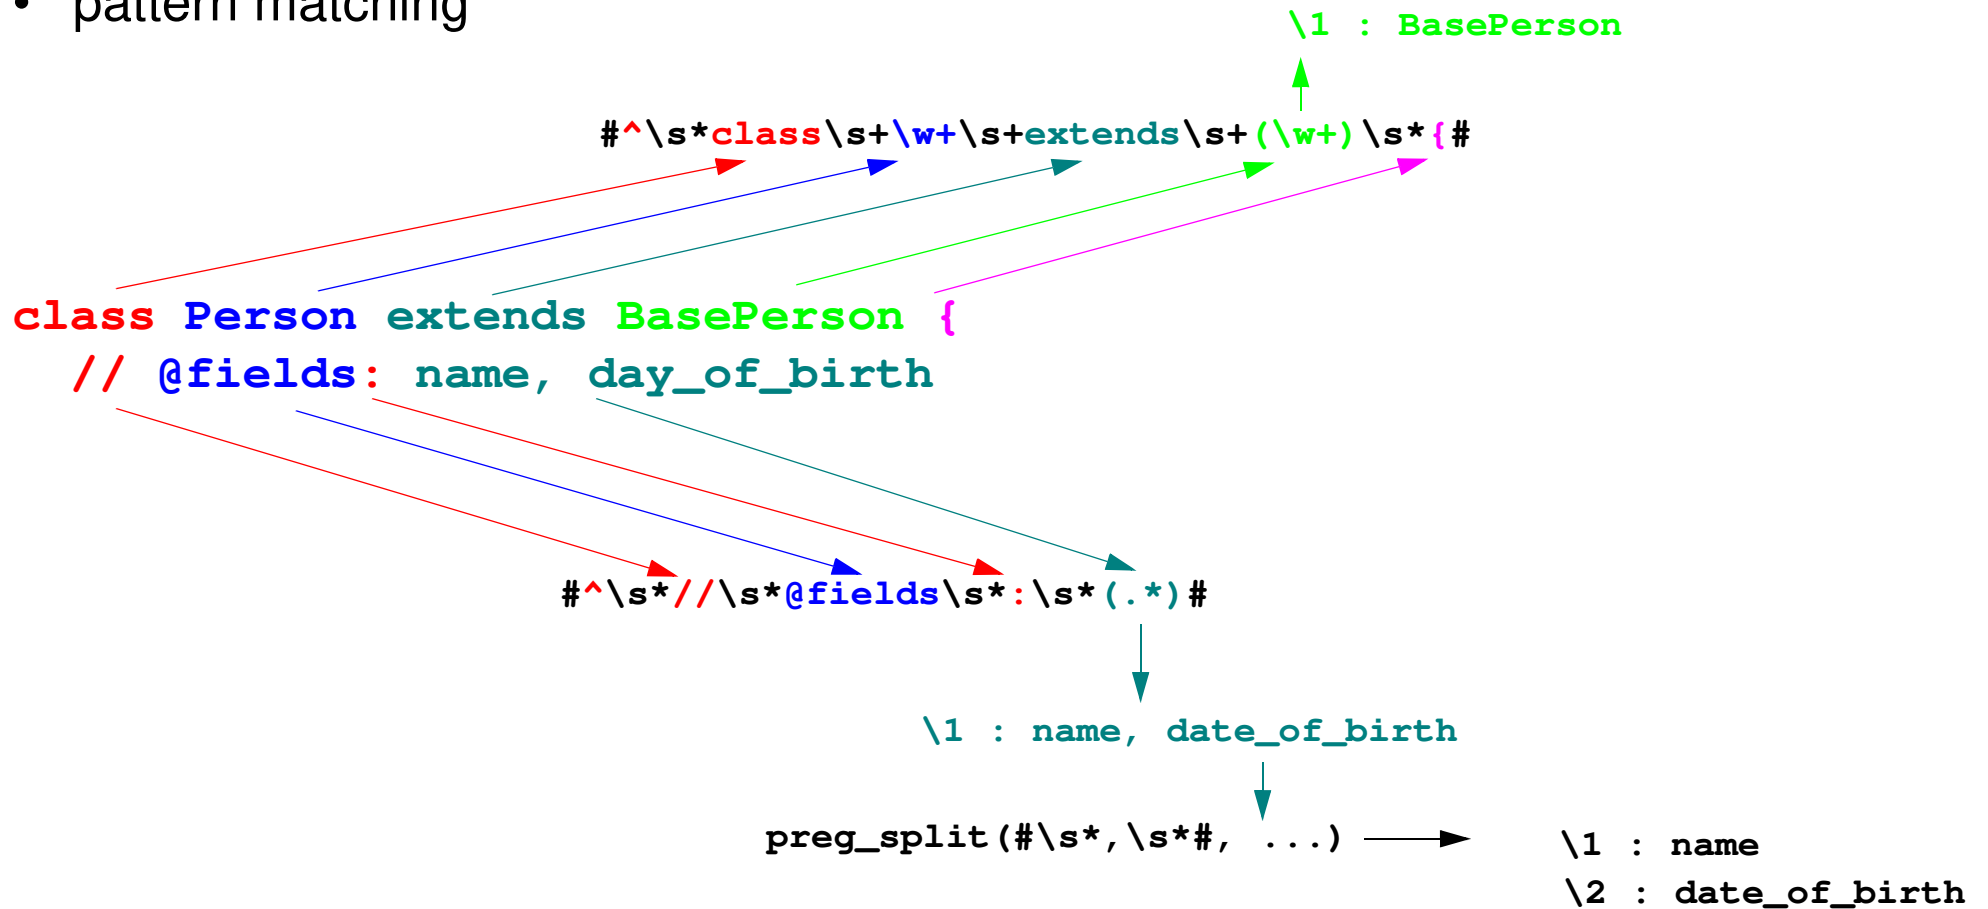 • pattern matching
\1 : BasePerson
#^\s*class\s+\w+\s+extends\s+(\w+)\s*{#
class Person extends BasePerson {
// @fields: name, day_of_birth
#^\s*//\s*@fields\s*:\s*(.*)#
\1 : name, date_of_birth
preg_split(#\s*,\s*#, ...)
\1 : name
\2 : date_of_birth